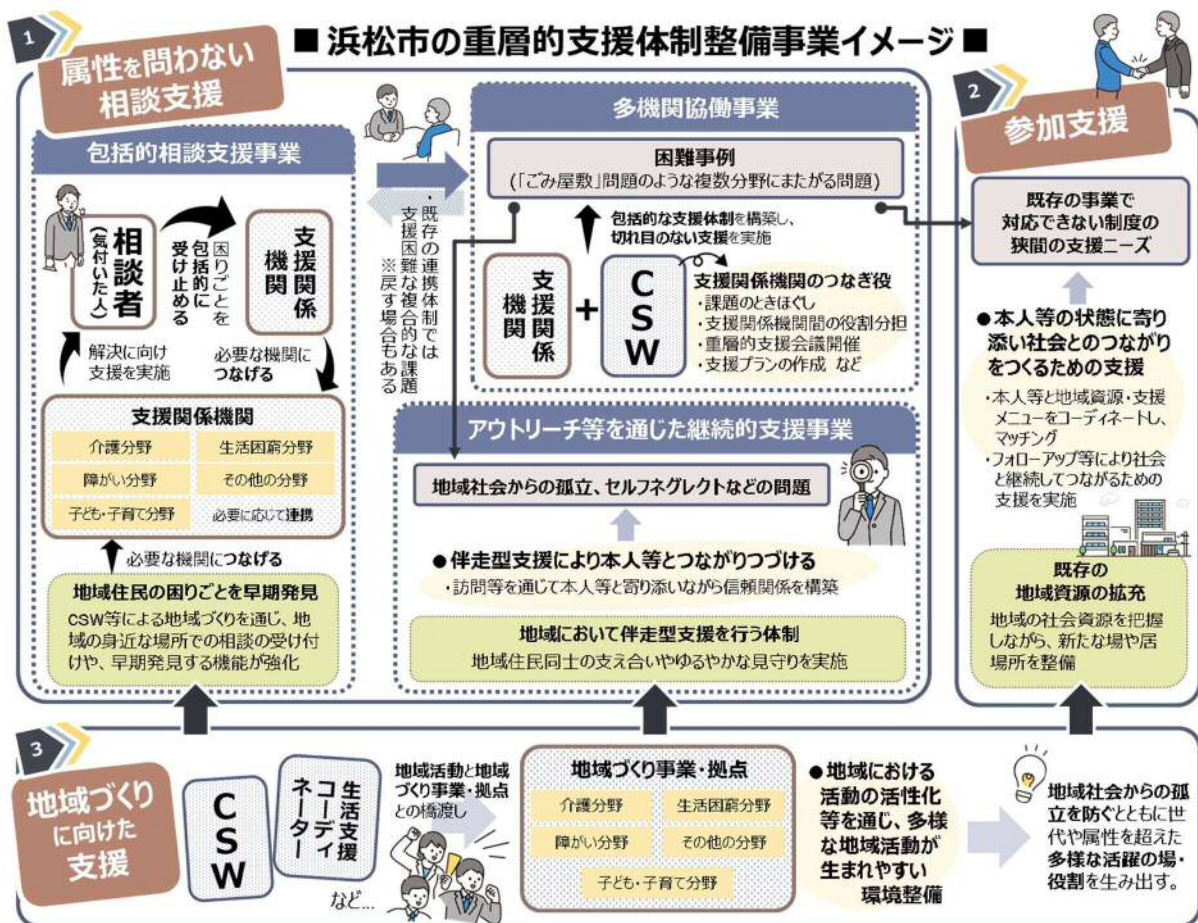 ■ 浜松市の重層的支援体制整備事業イメージ ■
1
属性を問わない
相談支援
包括的相談支援事業
相談者
(気付いた人)
困りごとを
包括的に
受け止める
支援関係
機関
解決に向け
支援を実施
必要な機関に
つなげる
支援関係機関
介護分野
生活困窮分野
障がい分野
その他の分野
子ども・子育て分野
必要に応じて連携
必要な機関につなげる
地域住民の困りごとを早期発見
CSW等による地域づくりを通じ、地
域の身近な場所での相談の受け付
けや、早期発見する機能が強化
・既存の連携体制では
支援困難な複合的な課題
※戻す場合もある
多機関協働事業
困難事例
(「ごみ屋敷」問題のような複数分野にまたがる問題)
包括的な支援体制を構築し、
切れ目のない支援を実施
支援関係
機関
+
CSW
支援関係機関のつなぎ役
・課題のときほぐし
・支援関係機関間の役割分担
・重層的支援会議開催
・支援プランの作成 など
アウトリーチ等を通じた継続的支援事業
地域社会からの孤立、セルフネグレクトなどの問題
●伴走型支援により本人等とつながりつづける
・訪問等を通じて本人等と寄り添いながら信頼関係を構築
地域において伴走型支援を行う体制
地域住民同士の支え合いやゆるやかな見守りを実施
2
参加支援
既存の事業で
対応できない制度の
狭間の支援ニーズ
●本人等の状態に寄り
添い社会とのつながり
をつくるための支援
・本人等と地域資源・支援
メニューをコーディネートし、
マッチング
・フォローアップ等により社会
と継続してつながるための
支援を実施
既存の
地域資源の拡充
地域の社会資源を把握
しながら、新たな場や居
場所を整備
3
地域づくり
に向けた
支援
CSW
生活支援
コーディ
ネーター
など…
地域活動と地域
づくり事業・拠点
との橋渡し
地域づくり事業・拠点
介護分野
生活困窮分野
障がい分野
その他の分野
子ども・子育て分野
●地域における
活動の活性化
等を通じ、多様
な地域活動が
生まれやすい
環境整備
地域社会からの孤
立を防ぐとともに世
代や属性を超えた
多様な活躍の場・
役割を生み出す。